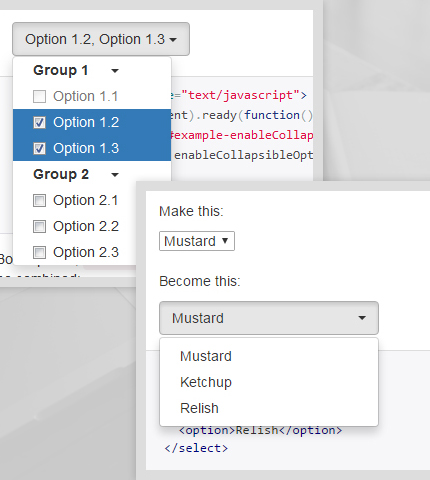 Option 1.2, Option 1.3
Group 1
Option 1.1
Option 1.2
Option 1.3
Group 2
Option 2.1
Option 2.2
Option 2.3
="text/javascript">
ent).ready(function()
#example-enableCollap
enableCollapsibleOpt
combined:
Make this:
Mustard
Become this:
Mustard
Mustard
Ketchup
Relish
<option>Relish</option>
</select>